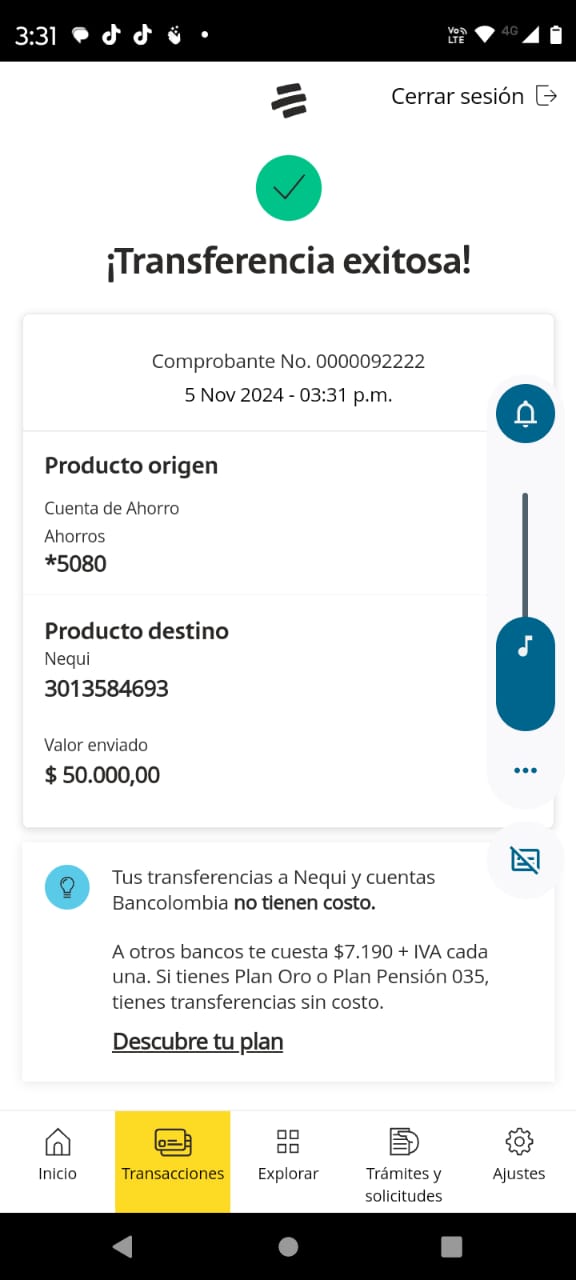 3:31
VoLTE 4G
Cerrar sesión
¡Transferencia exitosa!
Comprobante No. 0000092222
5 Nov 2024 - 03:31 p.m.
Producto origen
Cuenta de Ahorro
Ahorros
*5080
Producto destino
Nequi
3013584693
Valor enviado
$ 50.000,00
Tus transferencias a Nequi y cuentas
Bancolombia no tienen costo.
A otros bancos te cuesta $7.190 + IVA cada
una. Si tienes Plan Oro o Plan Pensión 035,
tienes transferencias sin costo.
Descubre tu plan
Inicio
Transacciones
Explorar
Trámites y
solicitudes
Ajustes